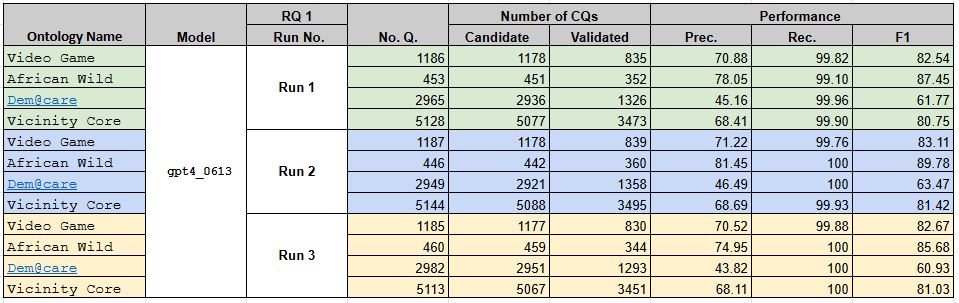 RQ 1 Number of CQs Performance
Ontology Name Model Run No. No. Q. Candidate Validated Prec. Rec. F1
Video Game 1186 1178 835 70.88 99.82 82.54
African Wild 453 451 352 78.05 99.10 87.45
Run 1
Dem@care 2965 2936 1326 45.16 99.96 61.77
Vicinity Core 5128 5077 3473 68.41 99.90 80.75
Video Game 1187 1178 839 71.22 99.76 83.11
African Wild 446 442 360 81.45 100 89.78
gpt4_0613 Run 2
Dem@care 2949 2921 1358 46.49 100 63.47
Vicinity Core 5144 5088 3495 68.69 99.93 81.42
Video Game 1185 1177 830 70.52 99.88 82.67
African Wild 460 459 344 74.95 100 85.68
Run 3
Dem@care 2982 2951 1293 43.82 100 60.93
Vicinity Core 5113 5067 3451 68.11 100 81.03